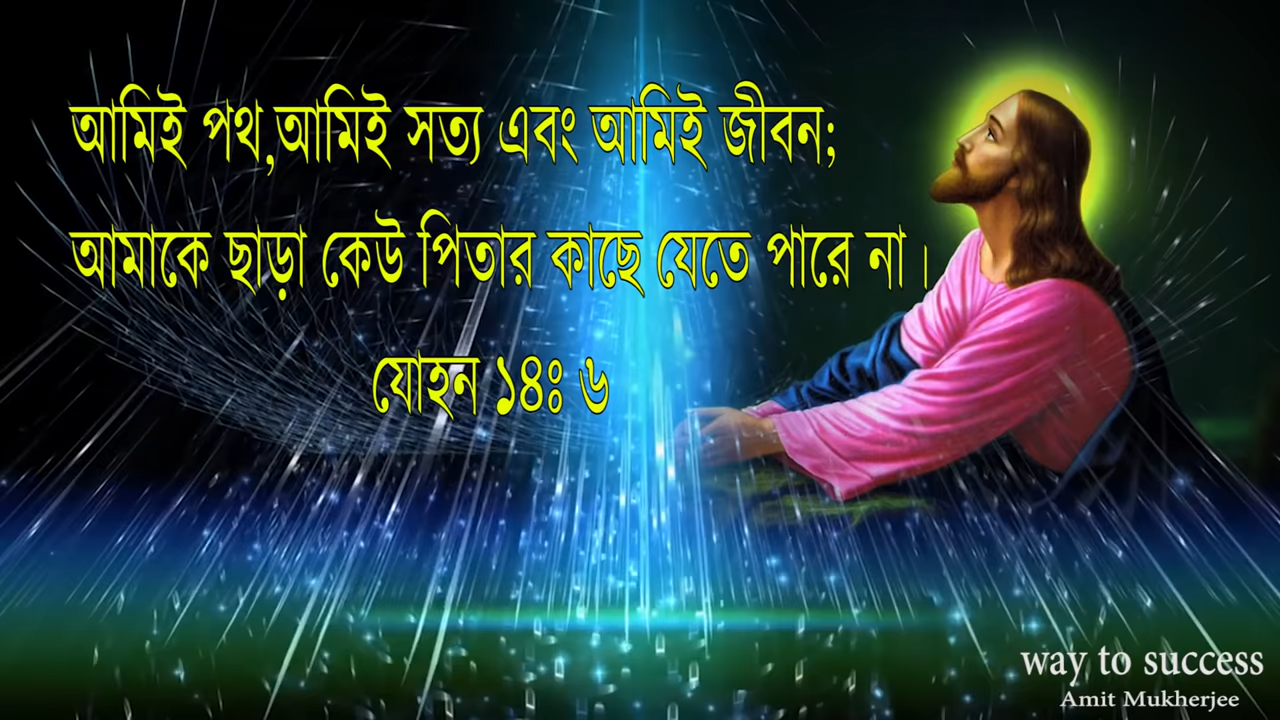 আমিই পথ,আমিই সত্য এবং আমিই জীবন;
আমাকে ছাড়া কেউ পিতার কাছে যেতে পারে না।
যোহন ১৪ঃ ৬
way to success
Amit Mukherjee